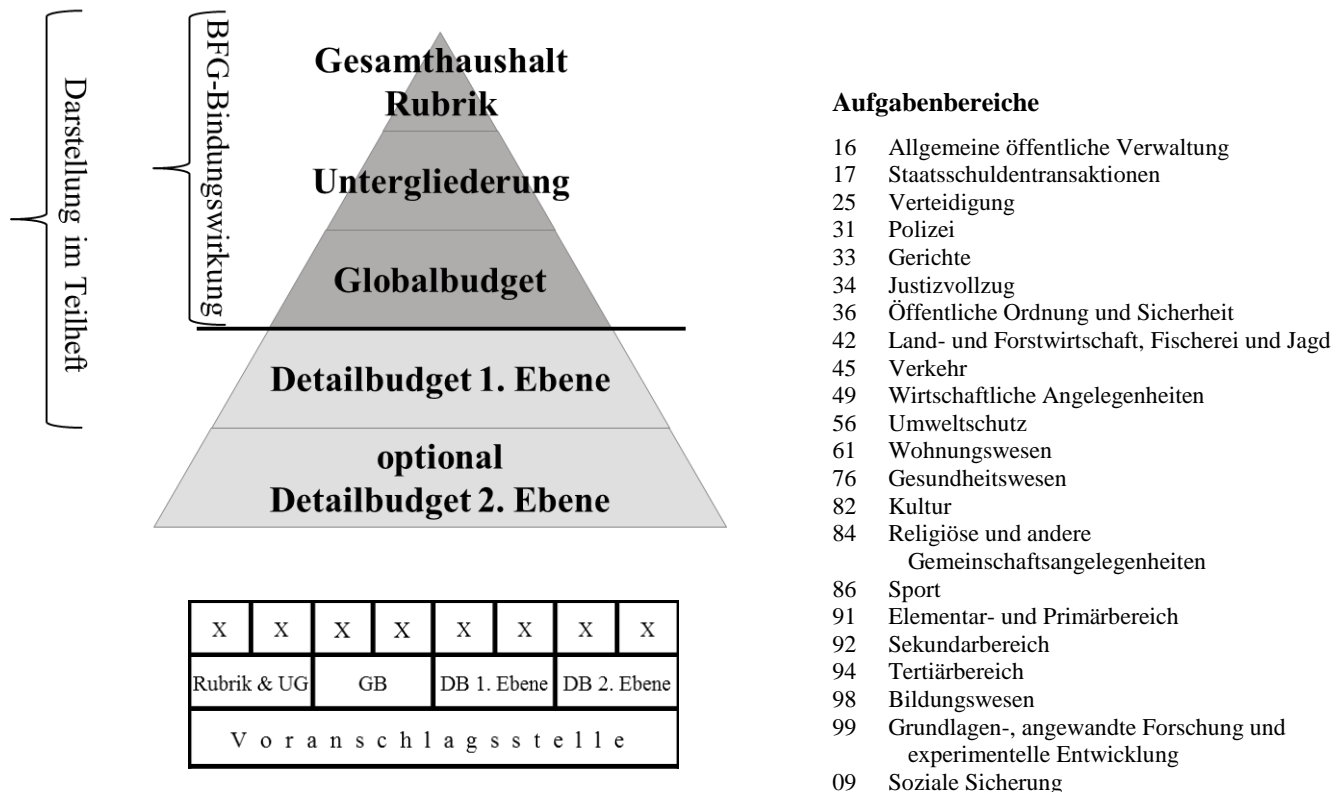 Darstellung im Teilheft
BFG-Bindungswirkung
Gesamthaushalt
Rubrik
Untergliederung
Globalbudget
Detailbudget 1. Ebene
optional
Detailbudget 2. Ebene
X X X X X X X X
Rubrik & UG GB DB 1. Ebene DB 2. Ebene
Voranschlagsstelle
Aufgabenbereiche
16 Allgemeine öffentliche Verwaltung
17 Staatsschuldentransaktionen
25 Verteidigung
31 Polizei
33 Gerichte
34 Justizvollzug
36 Öffentliche Ordnung und Sicherheit
42 Land- und Forstwirtschaft, Fischerei und Jagd
45 Verkehr
49 Wirtschaftliche Angelegenheiten
56 Umweltschutz
61 Wohnungswesen
76 Gesundheitswesen
82 Kultur
84 Religiöse und andere
Gemeinschaftsangelegenheiten
86 Sport
91 Elementar- und Primärbereich
92 Sekundarbereich
94 Tertiärbereich
98 Bildungswesen
99 Grundlagen-, angewandte Forschung und
experimentelle Entwicklung
09 Soziale Sicherung